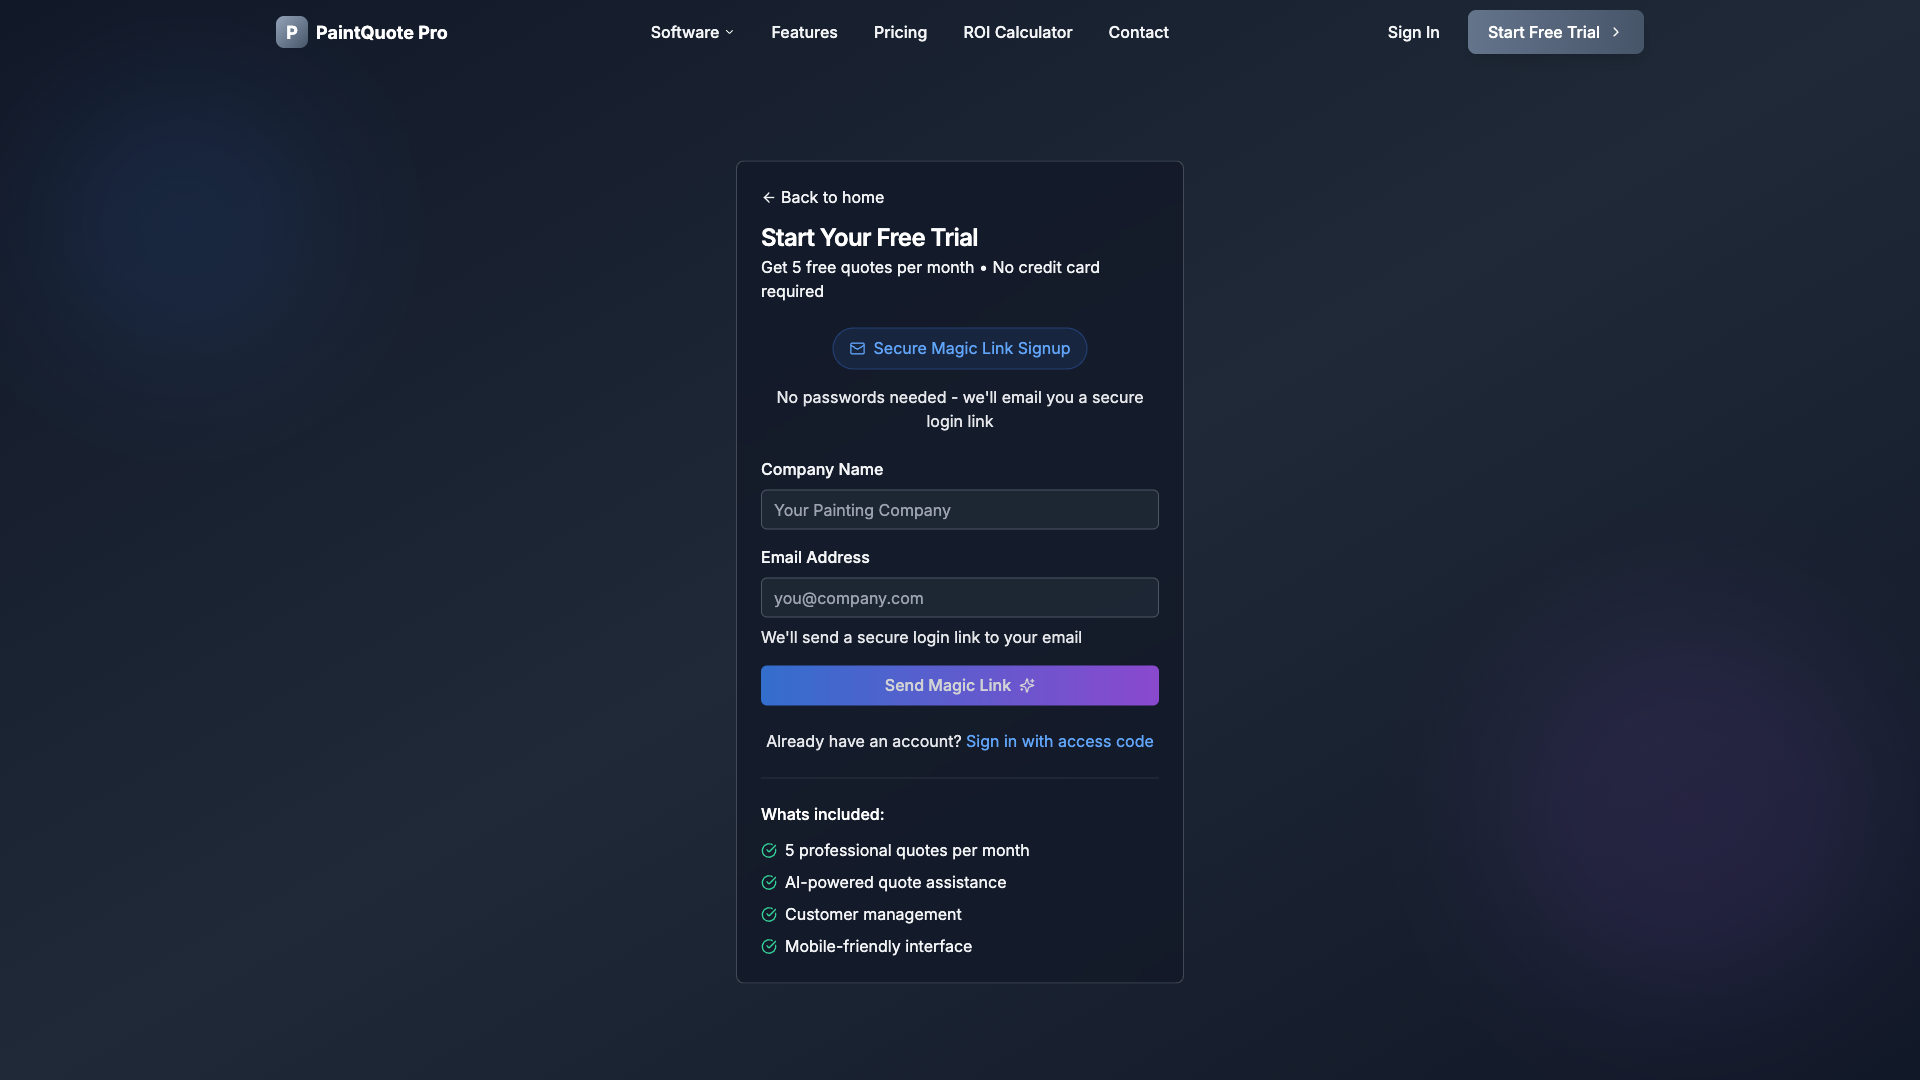 P PaintQuote Pro
Software
Features
Pricing
ROI Calculator
Contact
Sign In
Start Free Trial
Back to home
Start Your Free Trial
Get 5 free quotes per month • No credit card
required
Secure Magic Link Signup
No passwords needed - we'll email you a secure
login link
Company Name
Your Painting Company
Email Address
you@company.com
We'll send a secure login link to your email
Send Magic Link
Already have an account? Sign in with access code
Whats included:
5 professional quotes per month
AI-powered quote assistance
Customer management
Mobile-friendly interface